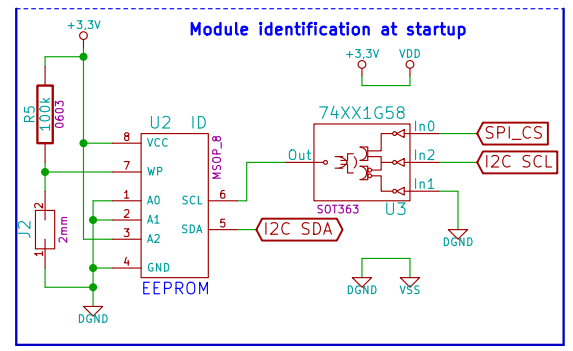 Module identification at startup
+3,3V
+3,3V
VDD
R5
100k
0603
U2
ID
MSOP_8
74XX1G58
8
VCC
In0
SPI_CS
7
WP
Out
In2
I2C SCL
1
A0
SCL
6
In1
2
A1
SOT363
U3
J2
2
1
2mm
3
A2
SDA
5
I2C SDA
DGND
4
GND
EEPROM
DGND
VSS
DGND